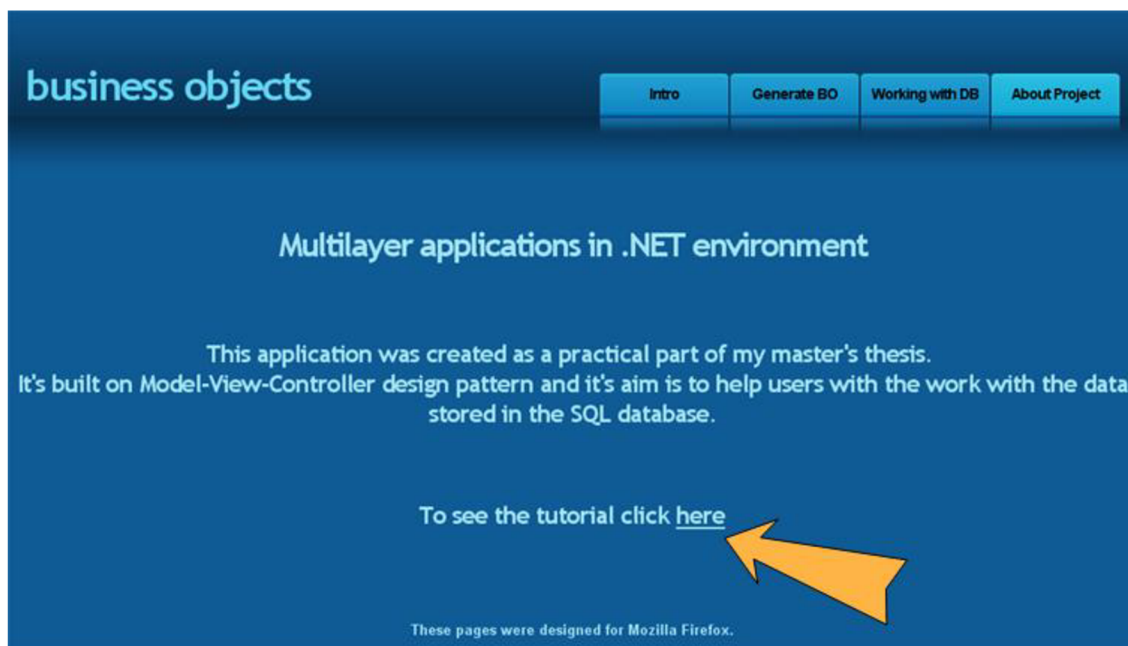 business objects
Intro
Generate BO
Working with DB
About Project
Multilayer applications in .NET environment
This application was created as a practical part of my master's thesis.
It's built on Model-View-Controller design pattern and it's aim is to help users with the work with the data
stored in the SQL database.
To see the tutorial click here
These pages were designed for Mozilla Firefox.